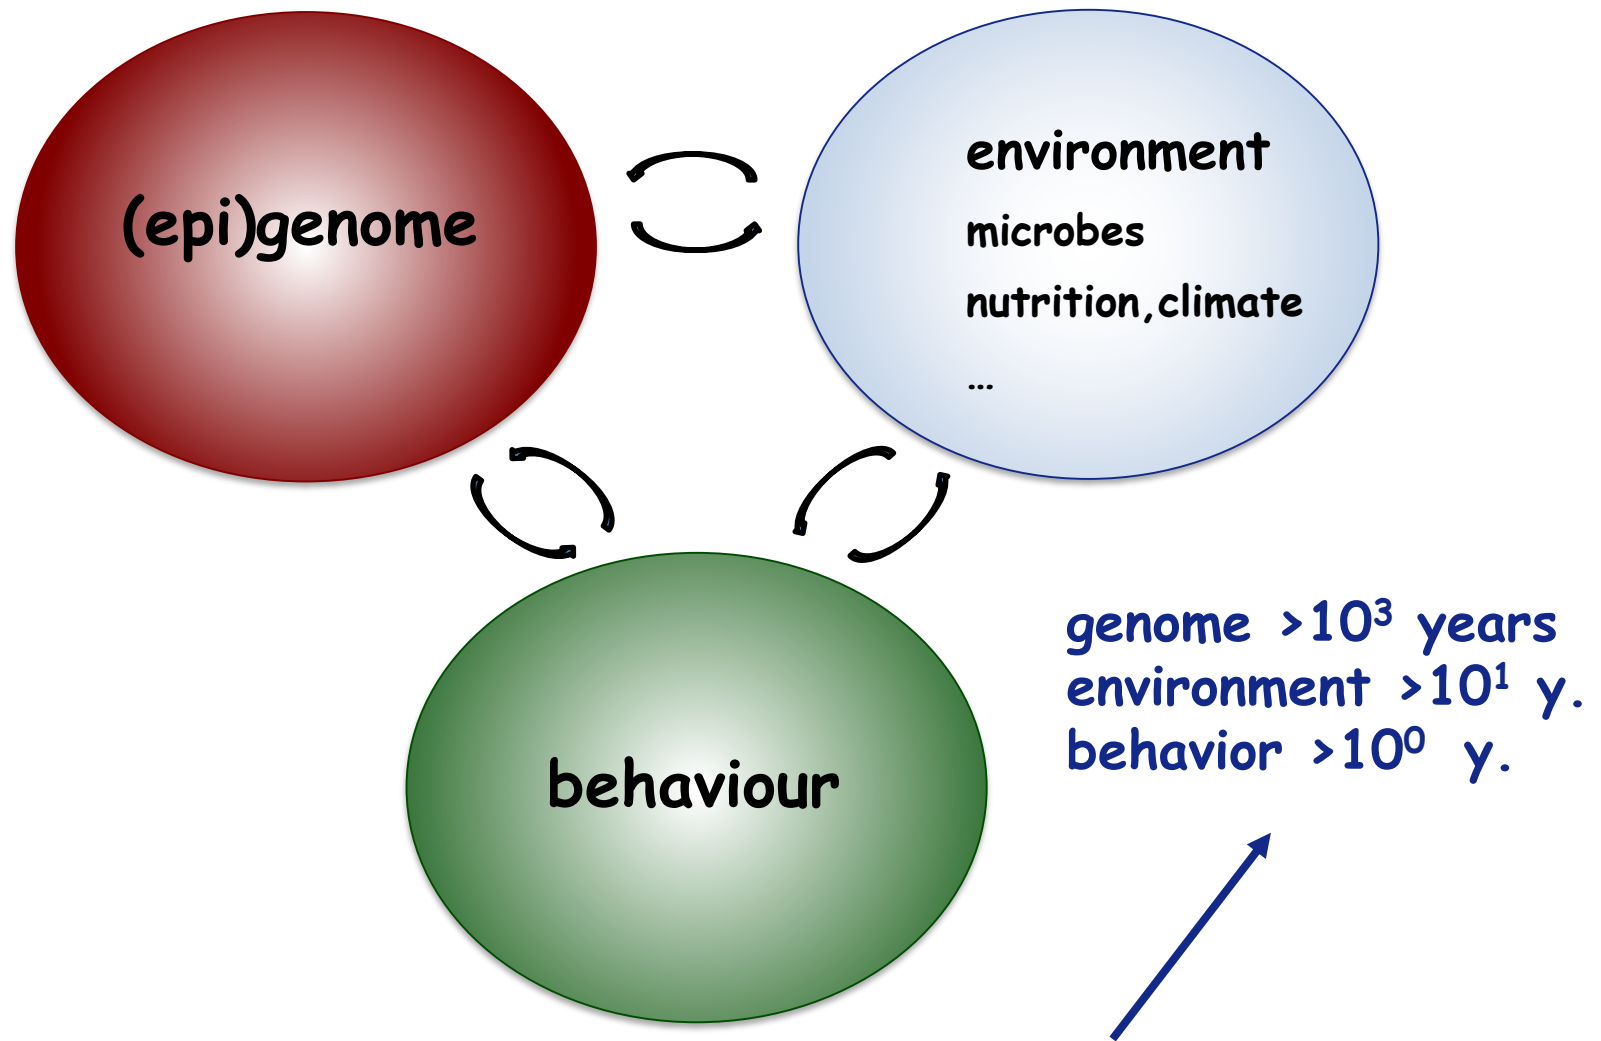 (epi)genome
environment
microbes
nutrition,climate
…
behaviour
genome >10³ years
environment >10¹ y.
behavior >10⁰ y.